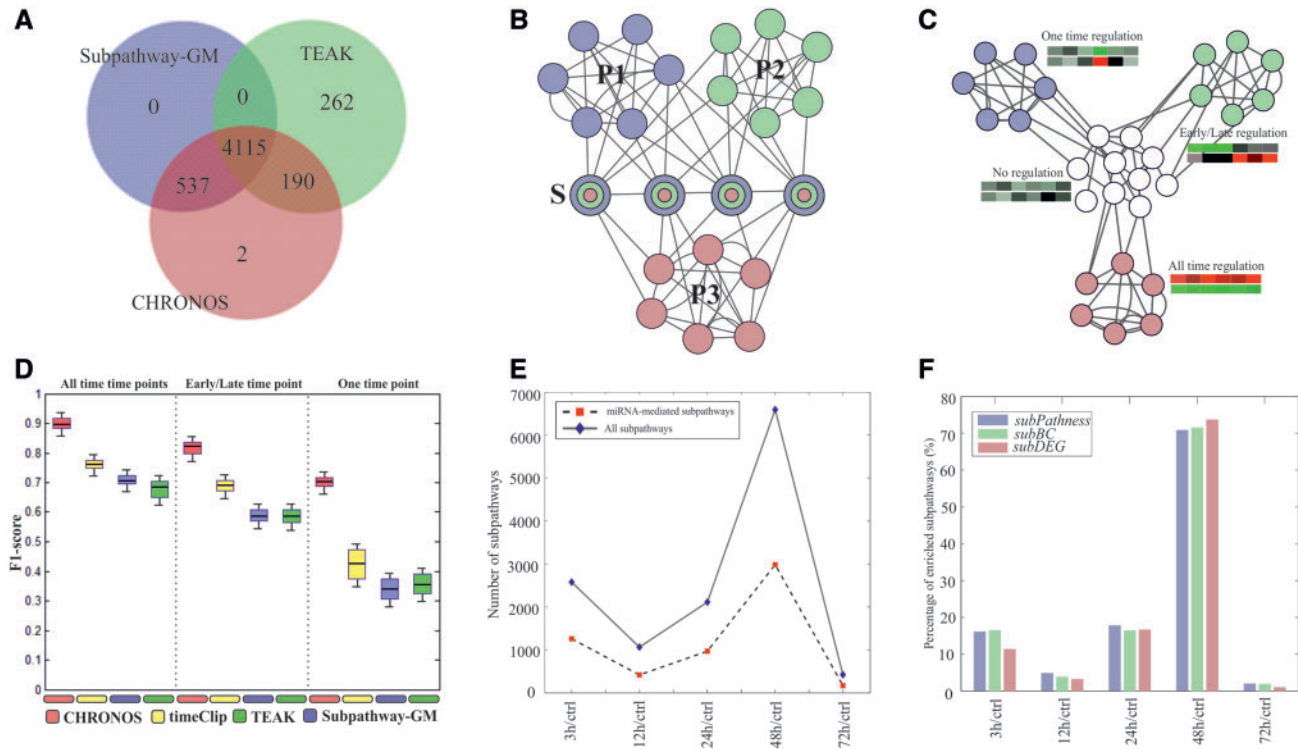 A
Subpathway-GM
TEAK
0
0
262
4115
537
190
2
CHRONOS
B
P1
P2
S
P3
C
One time regulation
Early/Late regulation
No regulation
All time regulation
D
All time time points
Early/Late time point
One time point
F1-score
1
0.9
0.8
0.7
0.6
0.5
0.4
0.3
0.2
0.1
0
CHRONOS
timeClip
TEAK
Subpathway-GM
E
miRNA-mediated subpathways
All subpathways
Number of subpathways
7000
6000
5000
4000
3000
2000
1000
0
3h/ctrl
12h/ctrl
24h/ctrl
48h/ctrl
72h/ctrl
F
subPathness
subBC
subDEG
Percentage of enriched subpathwasys (%)
80
70
60
50
40
30
20
10
0
3h/ctrl
12h/ctrl
24h/ctrl
48h/ctrl
72h/ctrl